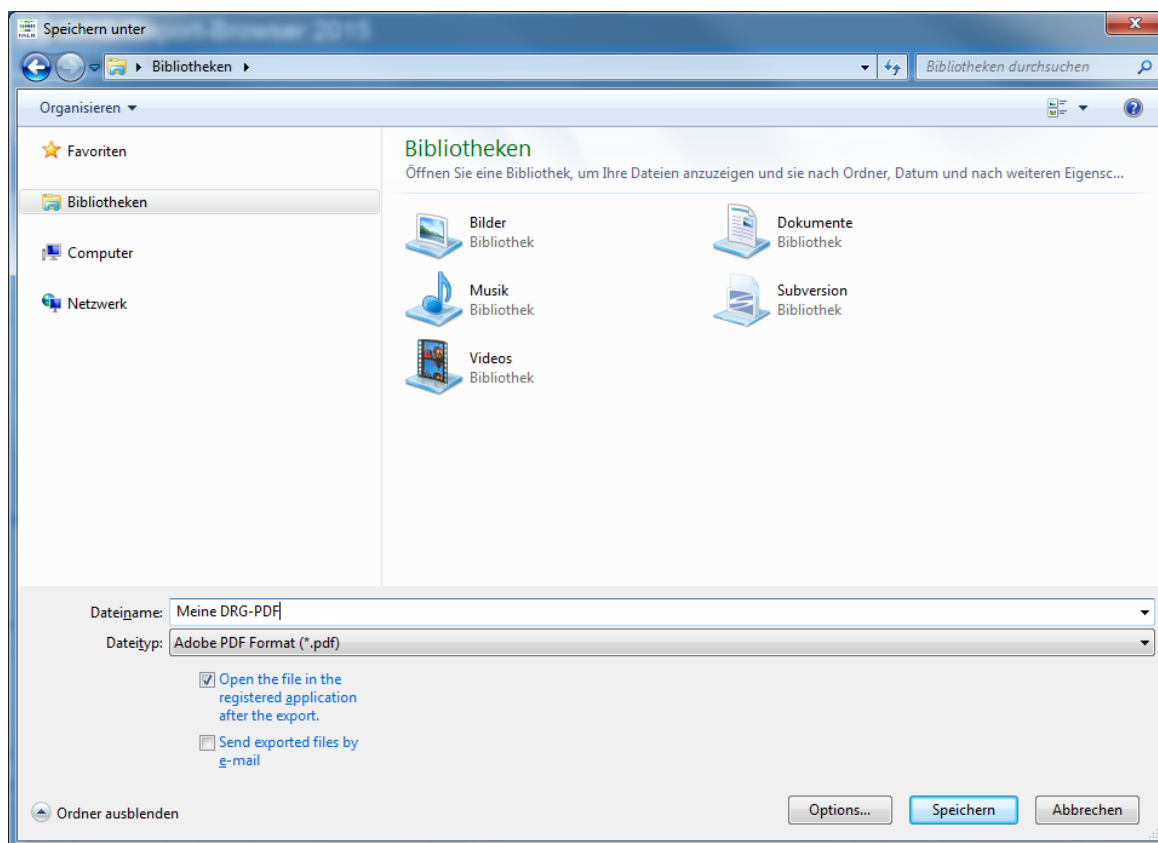 Speichern unter
port-Browser 2015
Bibliotheken
Bibliotheken durchsuchen
Organisieren
Favoriten
Bibliotheken
Computer
Netzwerk
Bibliotheken
Öffnen Sie eine Bibliothek, um Ihre Dateien anzuzeigen und sie nach Ordner, Datum und nach weiteren Eigensc...
Bilder
Bibliothek
Dokumente
Bibliothek
Musik
Bibliothek
Subversion
Bibliothek
Videos
Bibliothek
Dateiname: Meine DRG-PDF
Dateityp: Adobe PDF Format (*.pdf)
Open the file in the
registered application
after the export.
Send exported files by
e-mail
Ordner ausblenden
Options...
Speichern
Abbrechen